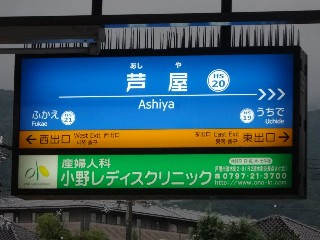 あし や
芦屋
HS 20
Ashiya
ふかえ HS 21
Fukae
HS 19 うちで
Uchide
西出口 West Exit
East Exit 東出口
産婦人科
小野レディスクリニック
0797-21-3700